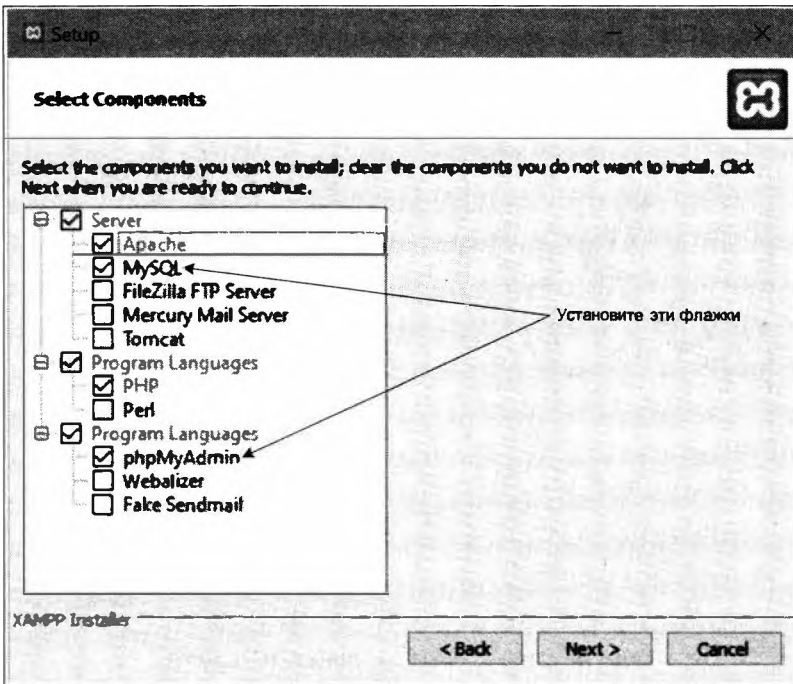 Setup
Select Components
Select the components you want to install; clear the components you do not want to install. Click
Next when you are ready to continue.
Server
Apache
MySQL
FileZilla FTP Server
Mercury Mail Server
Tomcat
Установите эти флажки
Program Languages
PHP
Perl
Program Languages
phpMyAdmin
Webalizer
Fake Sendmail
XAMPP Installer
< Back
Next >
Cancel